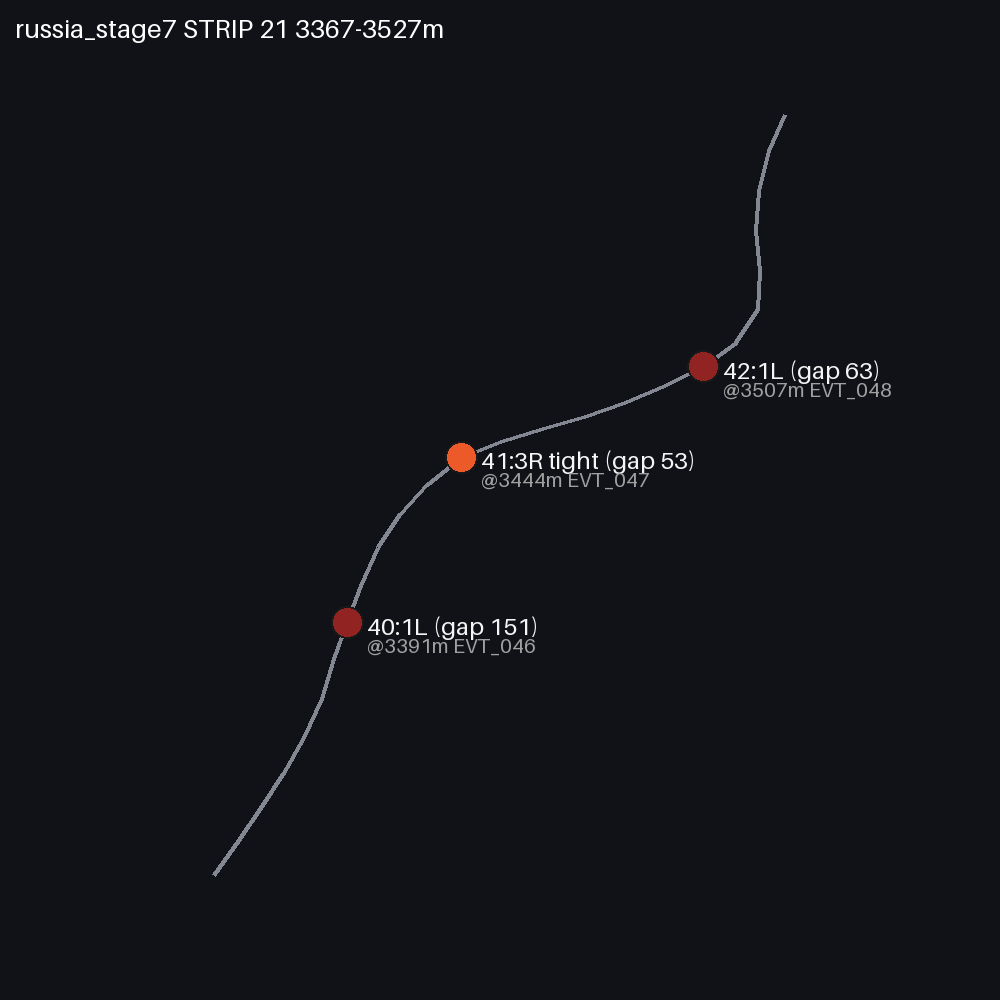 russia_stage7 STRIP 21 3367-3527m
42:1L (gap 63)
@3507m EVT_048
41:3R tight (gap 53)
@3444m EVT_047
40:1L (gap 151)
@3391m EVT_046